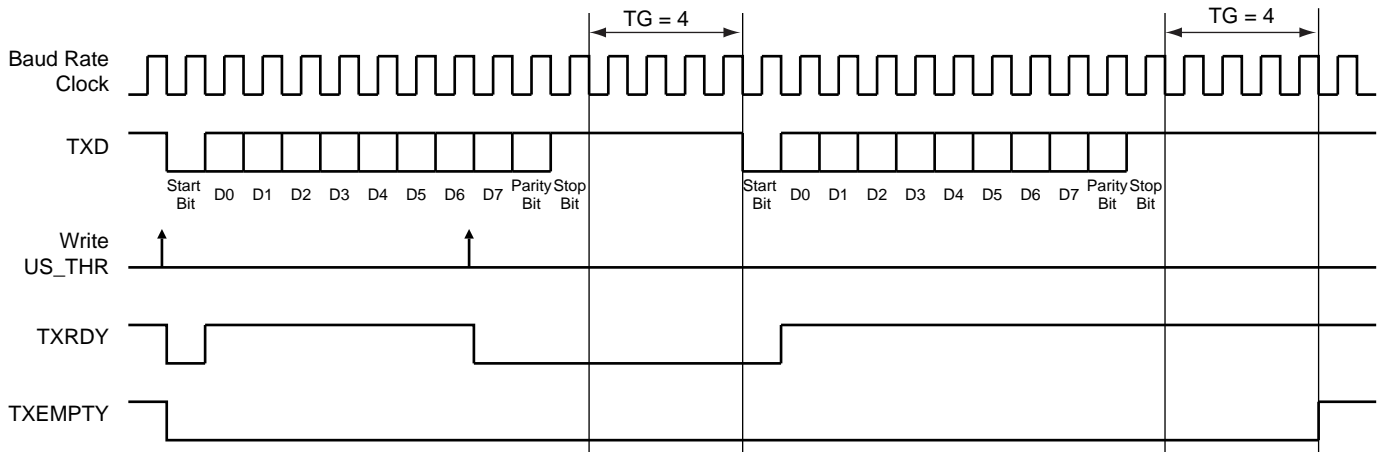 TG = 4
TG = 4
Baud Rate
Clock
TXD
Start
Bit
D0
D1
D2
D3
D4
D5
D6
D7
Parity
Bit
Stop
Bit
Start
Bit
D0
D1
D2
D3
D4
D5
D6
D7
Parity
Bit
Stop
Bit
Write
US_THR
TXRDY
TXEMPTY